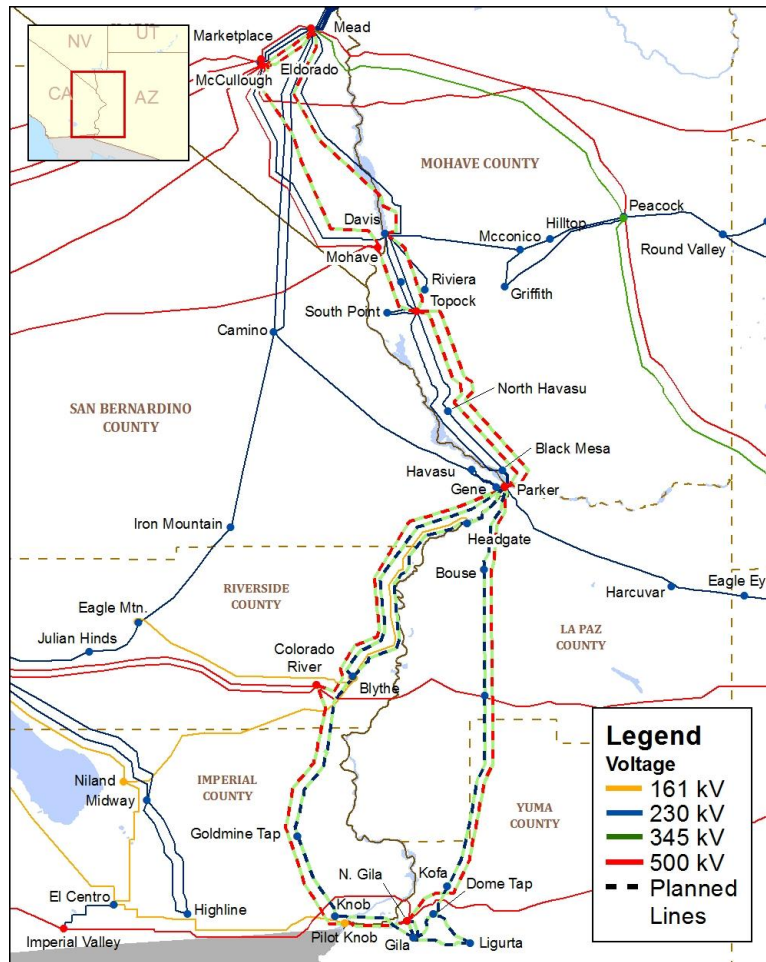 NV
UT
CA
AZ
Marketplace
Mead
McCullough
Eldorado
MOHAVE COUNTY
Davis
Peacock
Hilltop
Mcconico
Round Valley
Mohave
Riviera
Griffith
Topock
South Point
Camino
North Havasu
SAN BERNARDINO
COUNTY
Black Mesa
Havasu
Gene
Parker
Iron Mountain
Headgate
Bouse
RIVERSIDE
COUNTY
Harcuvar
Eagle Ey
Eagle Mtn.
Julian Hinds
LA PAZ
COUNTY
Colorado
River
Blythe
Niland
IMPERIAL
COUNTY
Midway
YUMA
COUNTY
Goldmine Tap
N. Gila
Kofa
Dome Tap
El Centro
Highline
Knob
Imperial Valley
Pilot Knob
Gila
Ligurta
Legend
Voltage
161 kV
230 kV
345 kV
500 kV
Planned
Lines